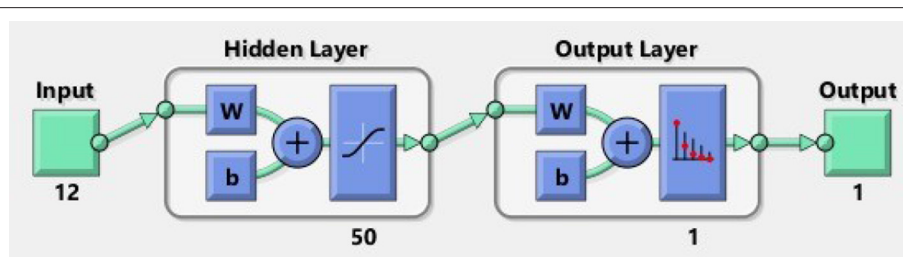 Hidden Layer
Output Layer
Input
Output
W
W
b
b
12
1
50
1